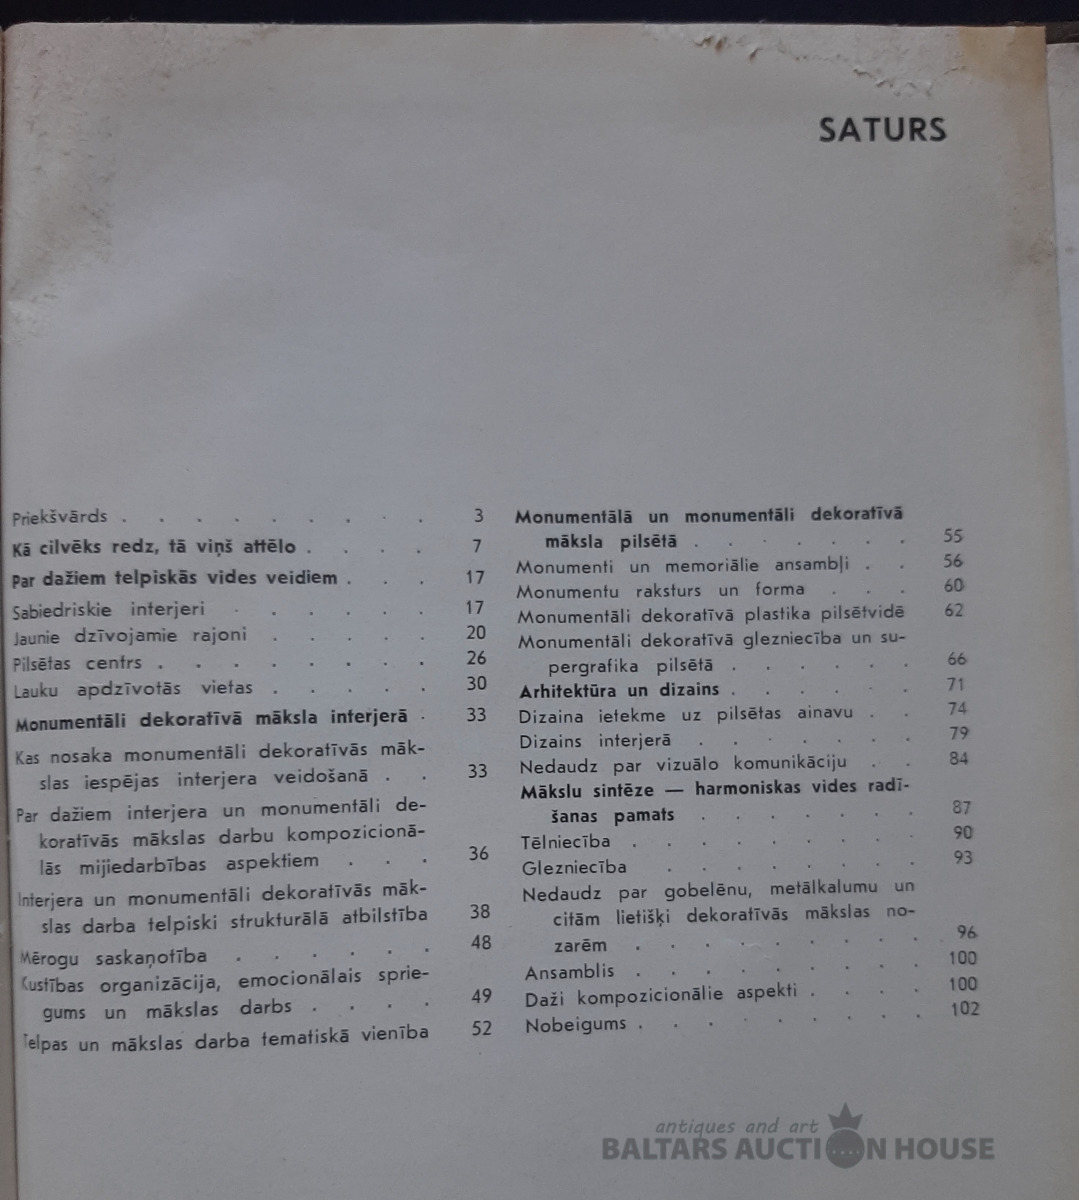 SATURS
Priekšvārds . . . . . . . . . 3
Kā cilvēks redz, tā viņš attēlo . . . . 7
Par dažiem telpiskās vides veidiem . . . 17
Sabiedriskie interjeri . . . . . . 17
Jaunie dzīvojamie rajoni . . . . . 20
Pilsētas centrs . . . . . . . . 26
Lauku apdzīvotās vietas . . . . . 30
Monumentāli dekoratīvā māksla interjerā . 33
Kas nosaka monumentāli dekoratīvās māk-
slas iespējas interjera veidošanā . . 33
Par dažiem interjera un monumentāli de-
koratīvās mākslas darbu kompozicionā-
lās mijiedarbības aspektiem . . . 36
Interjera un monumentāli dekoratīvās māk-
slas darba telpiski strukturālā atbilstība 38
Mērogu saskaņotība . . . . . . 48
Kustības organizācija, emocionālais sprie-
gums un mākslas darbs . . . . 49
Telpas un mākslas darba tematiskā vienība 52
Monumentālā un monumentāli dekoratīvā
māksla pilsētā . . . . . . . 55
Monumenti un memoriālie ansambļi . . 56
Monumentu raksturs un forma . . . 60
Monumentāli dekoratīvā plastika pilsētvidē 62
Monumentāli dekoratīvā glezniecība un su-
pergrafika pilsētā . . . . . . 66
Arhitektūra un dizains . . . . . . 71
Dizaina ietekme uz pilsētas ainavu . . 74
Dizains interjerā . . . . . . . 79
Nedaudz par vizuālo komunikāciju . . 84
Mākslu sintēze — harmoniskas vides radī-
šanas pamats . . . . . . . 87
Tēlniecība . . . . . . . . . 90
Glezniecība . . . . . . . . 93
Nedaudz par gobelēnu, metālkalumu un
citām lietišķi dekoratīvās mākslas no-
zarēm . . . . . . . . . 96
Ansamblis . . . . . . . . . 100
Daži kompozicionālie aspekti . . . . 100
Nobeigums . . . . . . . . . 102
antiques and art
BALTARS AUCTION HOUSE